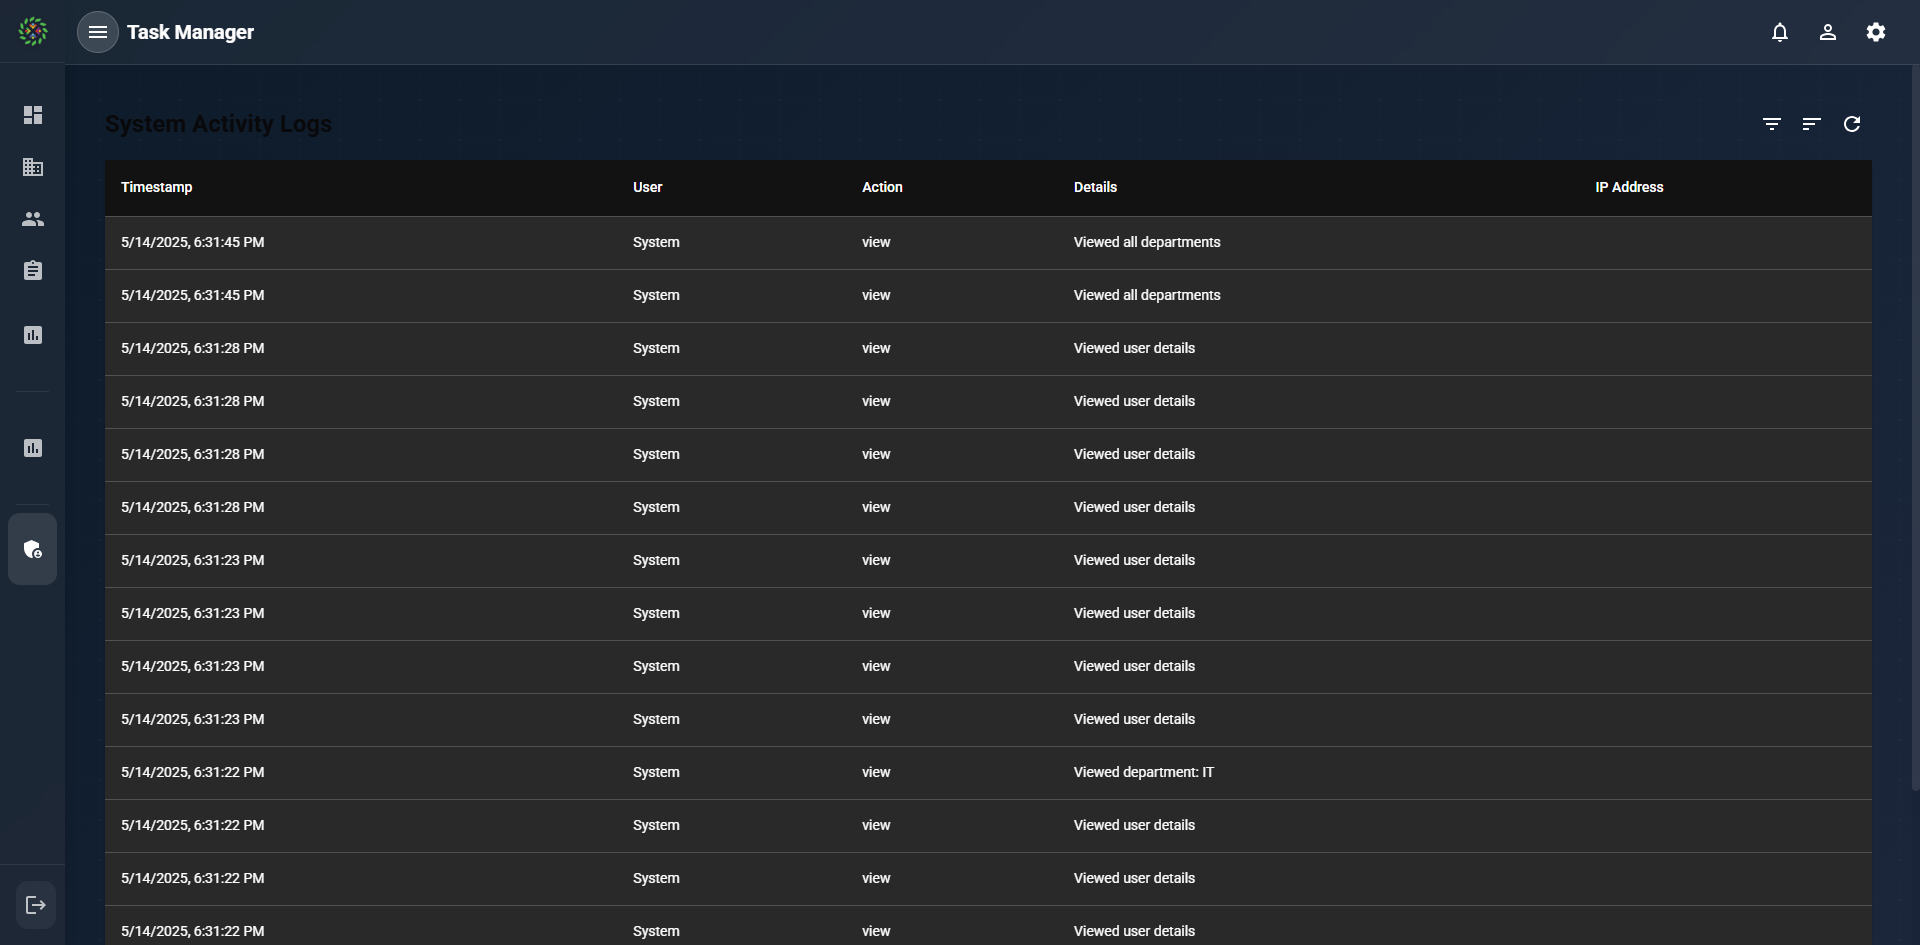 Task Manager
System Activity Logs
Timestamp User Action Details IP Address
5/14/2025, 6:31:45 PM System view Viewed all departments
5/14/2025, 6:31:45 PM System view Viewed all departments
5/14/2025, 6:31:28 PM System view Viewed user details
5/14/2025, 6:31:28 PM System view Viewed user details
5/14/2025, 6:31:28 PM System view Viewed user details
5/14/2025, 6:31:28 PM System view Viewed user details
5/14/2025, 6:31:23 PM System view Viewed user details
5/14/2025, 6:31:23 PM System view Viewed user details
5/14/2025, 6:31:23 PM System view Viewed user details
5/14/2025, 6:31:23 PM System view Viewed user details
5/14/2025, 6:31:22 PM System view Viewed department: IT
5/14/2025, 6:31:22 PM System view Viewed user details
5/14/2025, 6:31:22 PM System view Viewed user details
5/14/2025, 6:31:22 PM System view Viewed user details